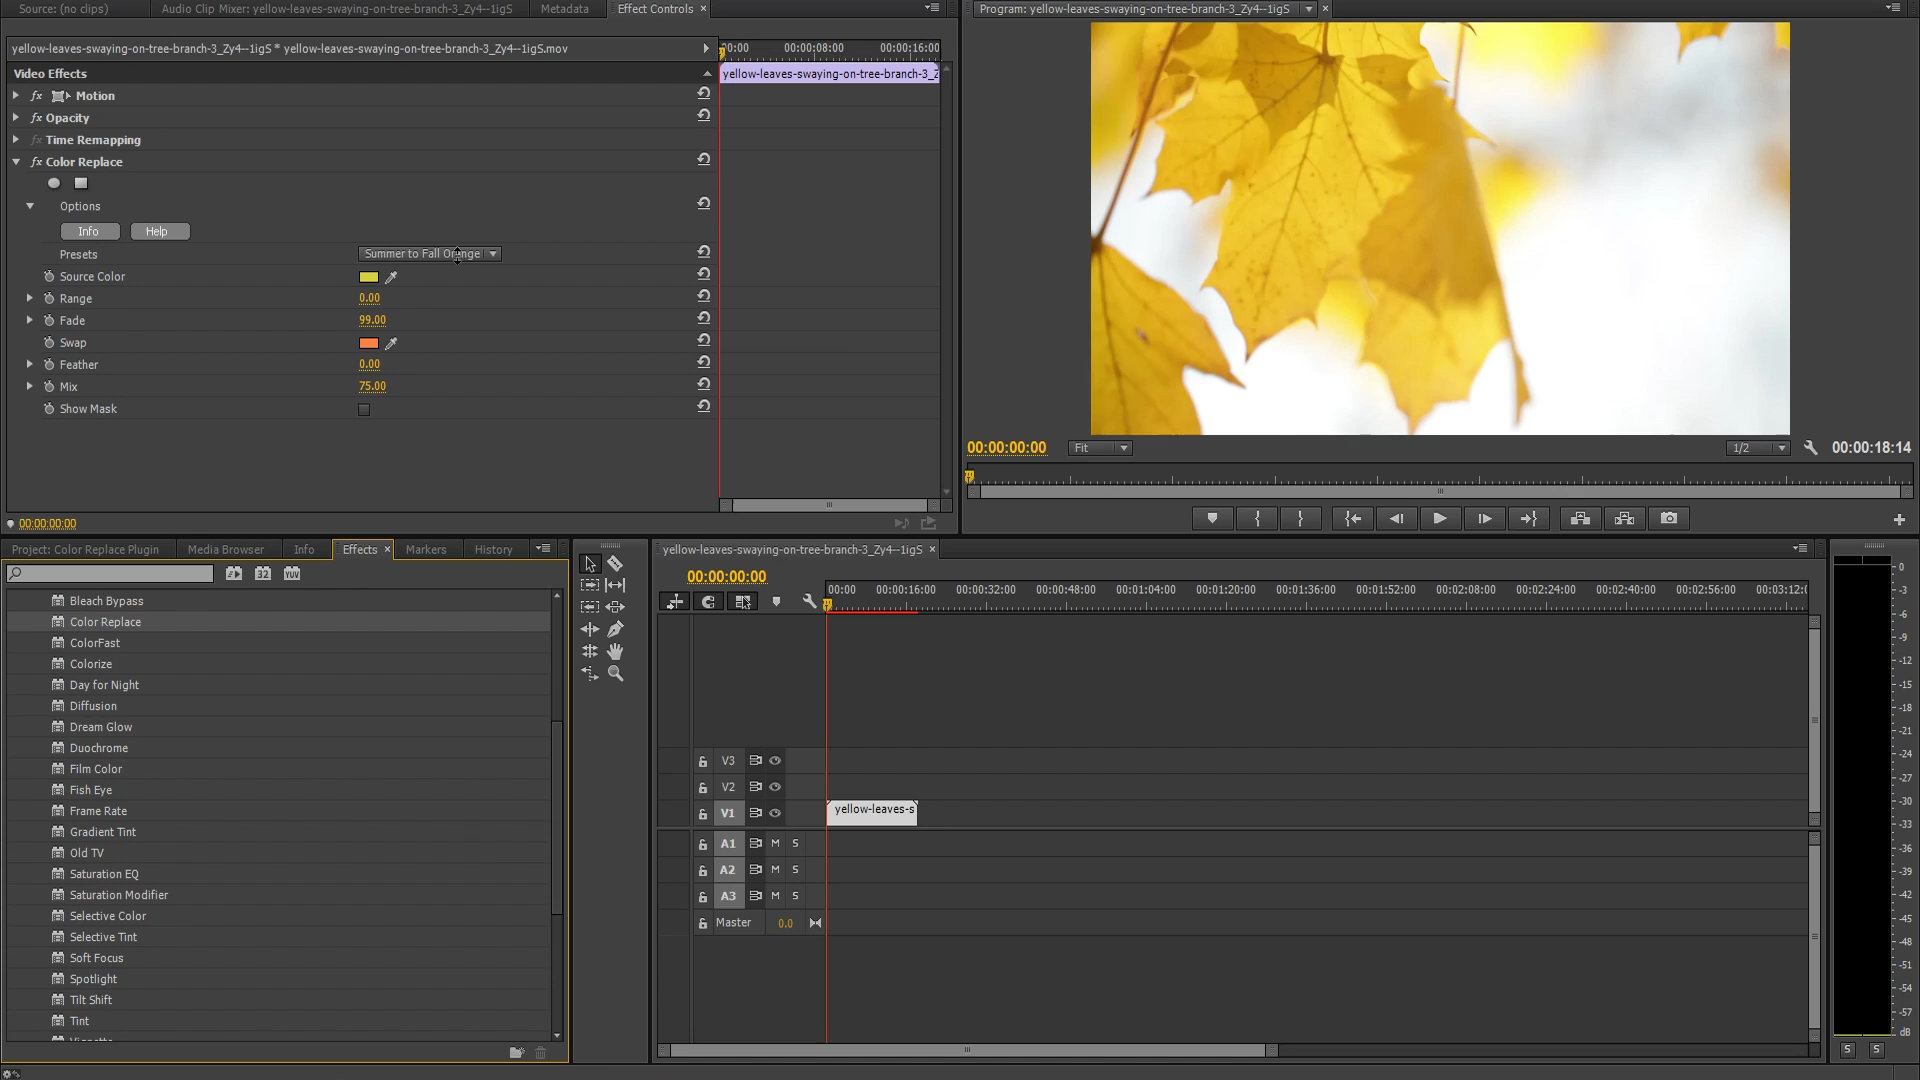 Source: (no clips)
Audio Clip Mixer: yellow-leaves-swaying-on-tree-branch-3_Zy4--1igS
Metadata
Effect Controls
yellow-leaves-swaying-on-tree-branch-3_Zy4--1igS * yellow-leaves-swaying-on-tree-branch-3_Zy4--1igS.mov
00:00
00:00:08:00
00:00:16:00
Video Effects
yellow-leaves-swaying-on-tree-branch-3_Z
fx Motion
fx Opacity
fx Time Remapping
fx Color Replace
Options
Info
Help
Presets
Summer to Fall Orange
Source Color
Range
0.00
Fade
99.00
Swap
Feather
0.00
Mix
75.00
Show Mask
00:00:00:00
Program: yellow-leaves-swaying-on-tree-branch-3_Zy4--1igS
00:00:00:00
Fit
1/2
00:00:18:14
Project: Color Replace Plugin
Media Browser
Info
Effects
Markers
History
32
YUV
Bleach Bypass
Color Replace
ColorFast
Colorize
Day for Night
Diffusion
Dream Glow
Duochrome
Film Color
Fish Eye
Frame Rate
Gradient Tint
Old TV
Saturation EQ
Saturation Modifier
Selective Color
Selective Tint
Soft Focus
Spotlight
Tilt Shift
Tint
yellow-leaves-swaying-on-tree-branch-3_Zy4--1igS
00:00:00:00
00:00
00:00:16:00
00:00:32:00
00:00:48:00
00:01:04:00
00:01:20:00
00:01:36:00
00:01:52:00
00:02:08:00
00:02:24:00
00:02:40:00
00:02:56:00
00:03:12:0
V3
V2
V1
yellow-leaves-s
A1 M S
A2 M S
A3 M S
Master
0.0
0
-3
-6
-9
-12
-15
-18
-21
-24
-27
-30
-33
-36
-39
-42
-45
-48
-51
-54
-57
dB
S S